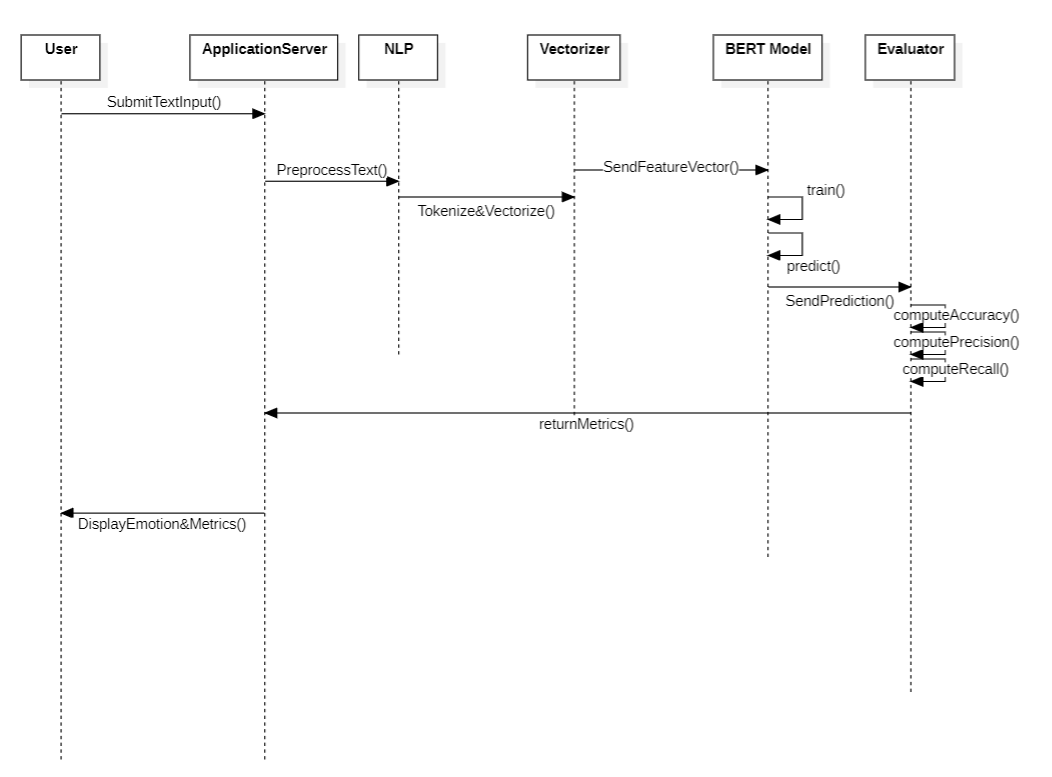 User
ApplicationServer
NLP
Vectorizer
BERT Model
Evaluator
SubmitTextInput()
PreprocessText()
SendFeatureVector()
train()
Tokenize&Vectorize()
predict()
SendPrediction()
computeAccuracy()
computePrecision()
computeRecall()
returnMetrics()
DisplayEmotion&Metrics()